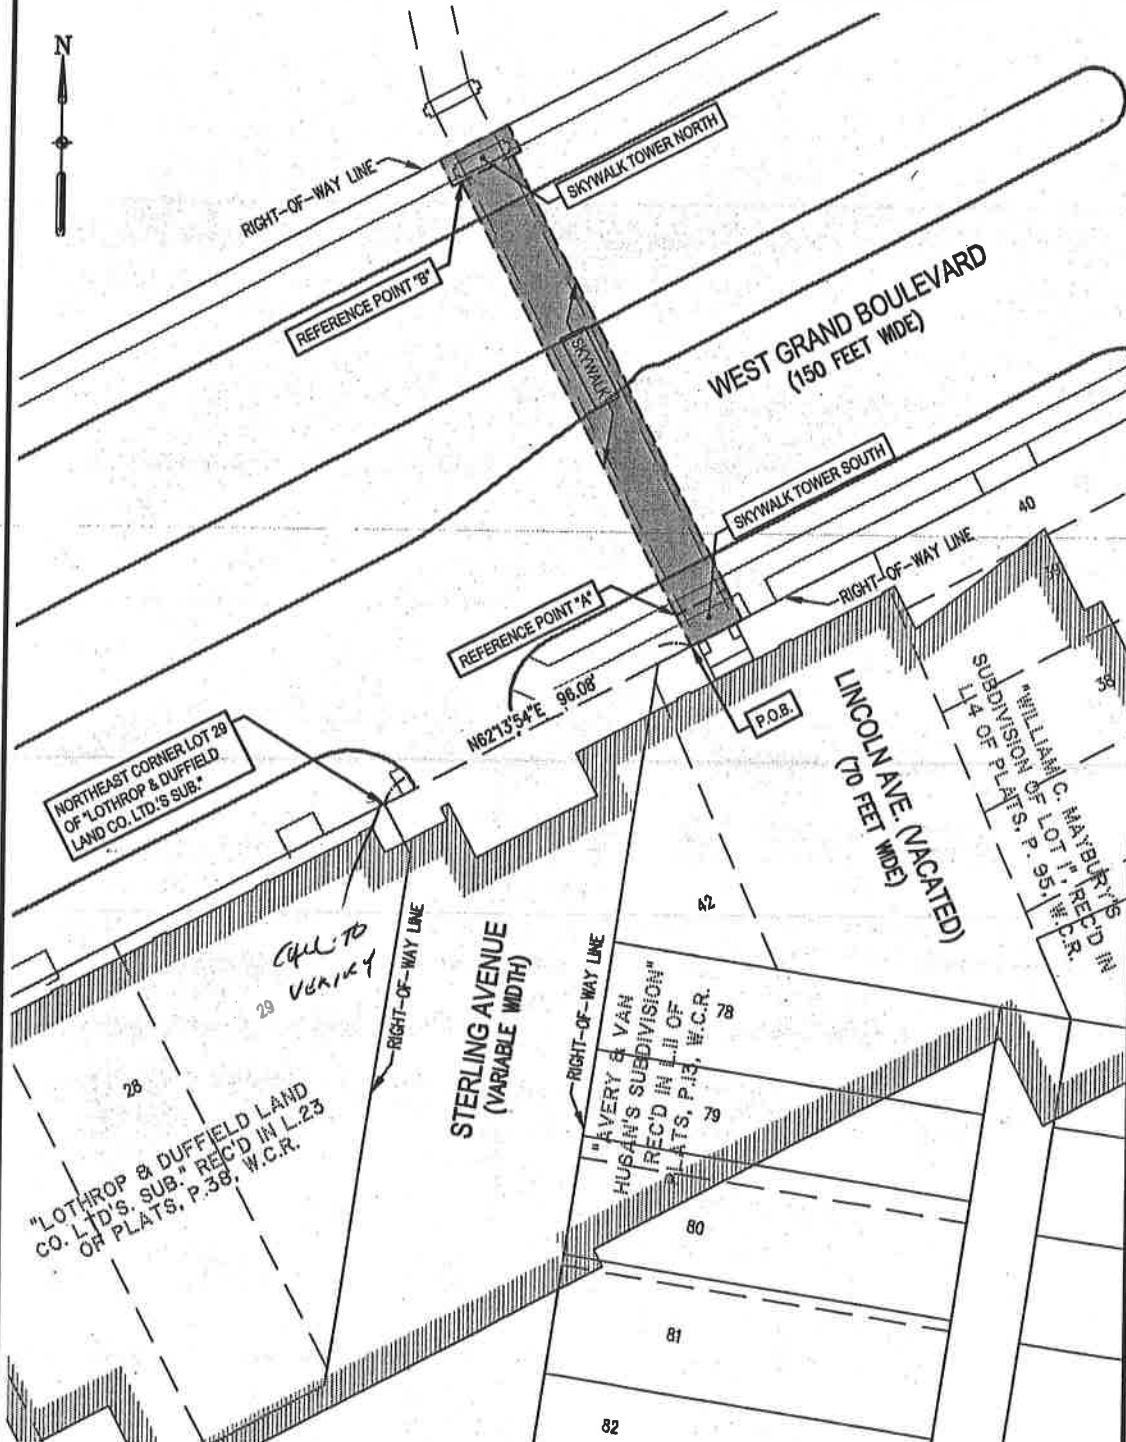 N
RIGHT-OF-WAY LINE
SKYWALK TOWER NORTH
REFERENCE POINT "B"
SKYWALK
WEST GRAND BOULEVARD
(150 FEET WIDE)
SKYWALK TOWER SOUTH
40
RIGHT-OF-WAY LINE
REFERENCE POINT "A"
N62°13'54"E 96.08'
P.O.B.
NORTHEAST CORNER LOT 29
OF "LOTHROP & DUFFIELD
LAND CO. LTD.'S SUB."
LINCOLN AVE. (VACATED)
(70 FEET WIDE)
38
"WILLIAM C. MAYBURY'S
SUBDIVISION OF LOT 1", REC'D IN
L.14 OF PLATS, P. 95, W.C.R.
42
CALL TO
VERIFY
29
RIGHT-OF-WAY LINE
STERLING AVENUE
(VARIABLE WIDTH)
RIGHT-OF-WAY LINE
78
"AVERY & VAN
HUSAN'S SUBDIVISION"
REC'D IN L.11 OF
PLATS, P.13, W.C.R.
79
28
"LOTHROP & DUFFIELD LAND
CO. LTD'S. SUB." REC'D IN L.23
OF PLATS, P.38, W.C.R.
80
81
82